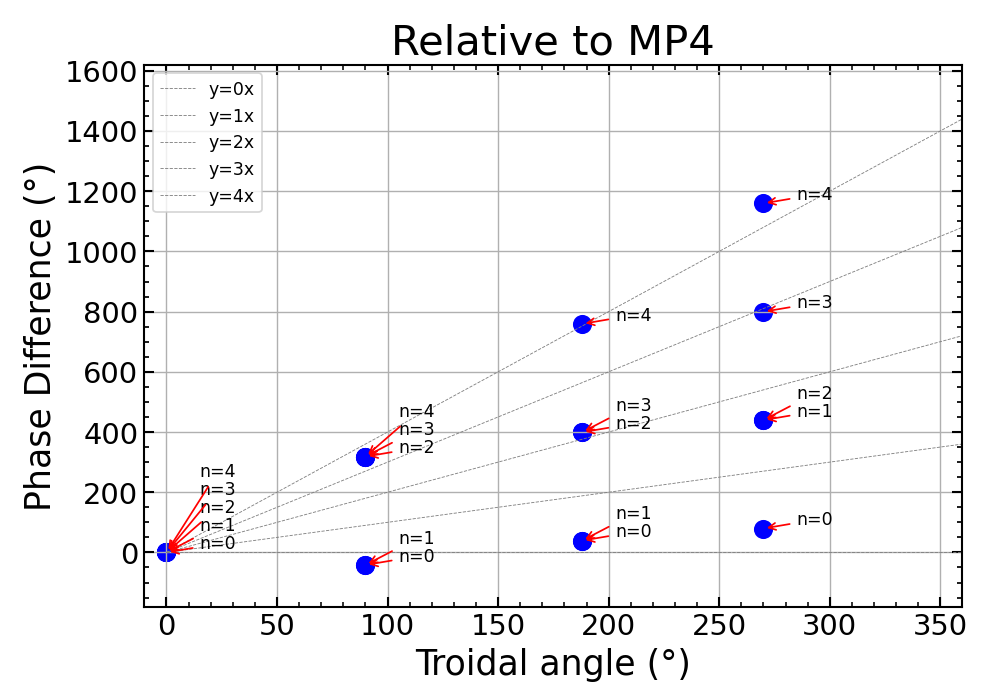 Relative to MP4
Phase Difference (°)
1600
1400
1200
1000
800
600
400
200
0
y=0x
y=1x
y=2x
y=3x
y=4x
n=4
n=3
n=2
n=1
n=0
n=4
n=3
n=2
n=1
n=0
n=4
n=3
n=2
n=1
n=0
n=4
n=3
n=2
n=1
n=0
0 50 100 150 200 250 300 350
Troidal angle (°)